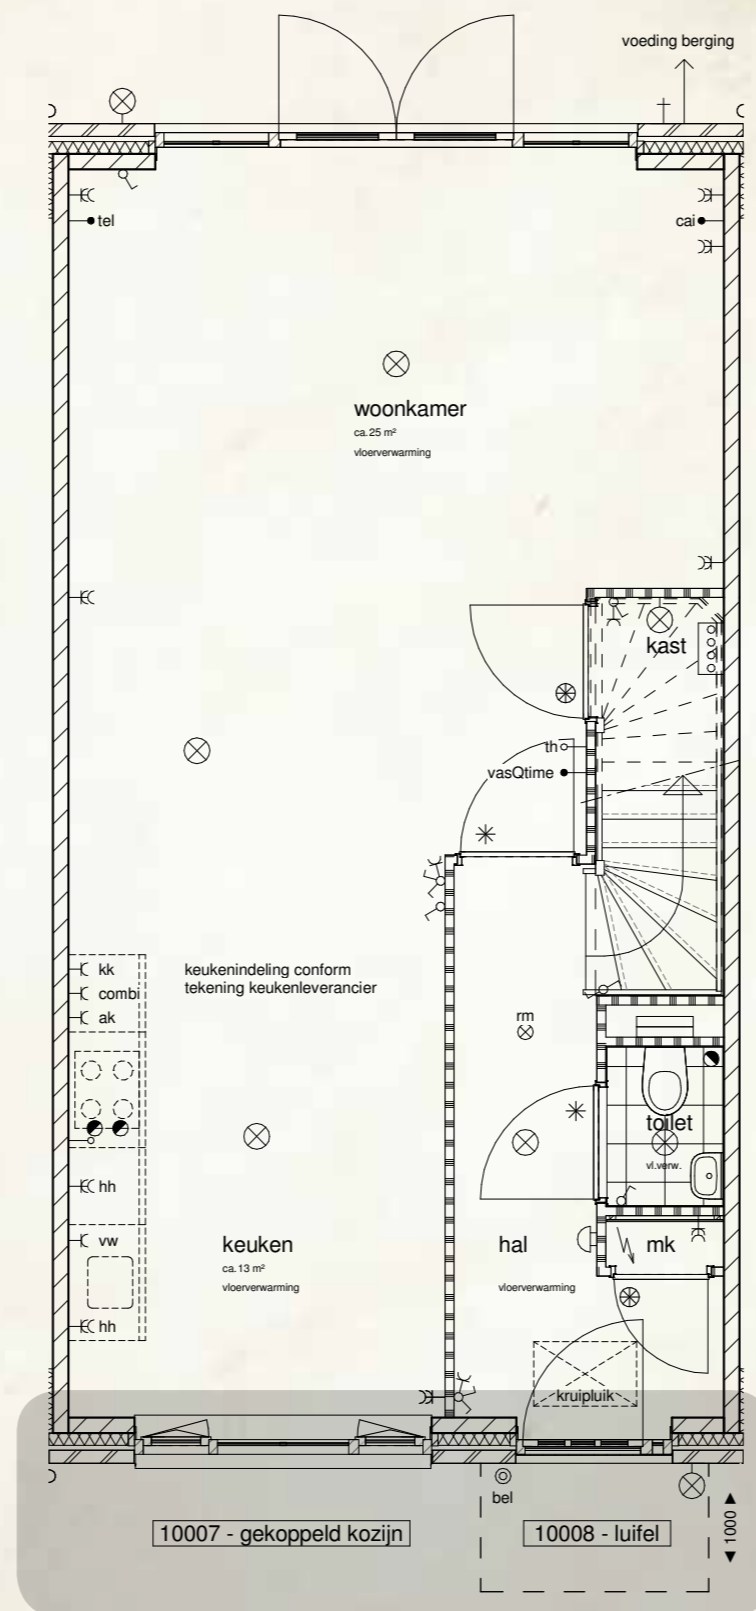 voeding berging
tel
cai
woonkamer
ca. 25 m²
vloerverwarming
kast
th
vasQtime
kk
combi
ak
keukenindeling conform
tekening keukenleverancier
rm
toilet
vl.verw.
hh
vw
hh
keuken
ca. 13 m²
vloerverwarming
hal
vloerverwarming
mk
kruipluik
bel
10007 - gekoppeld kozijn
10008 - luifel
1000